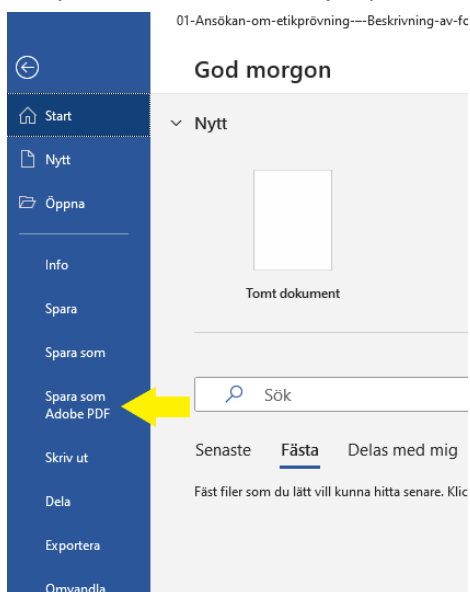 01-Ansökan-om-etikprövning----Beskrivning-av-fo
God morgon
Start
Nytt
Öppna
Info
Spara
Spara som
Spara som
Adobe PDF
Skriv ut
Dela
Exportera
Omvandla
Nytt
Tomt dokument
Sök
Senaste Fästa Delas med mig
Fäst filer som du lätt vill kunna hitta senare. Klic